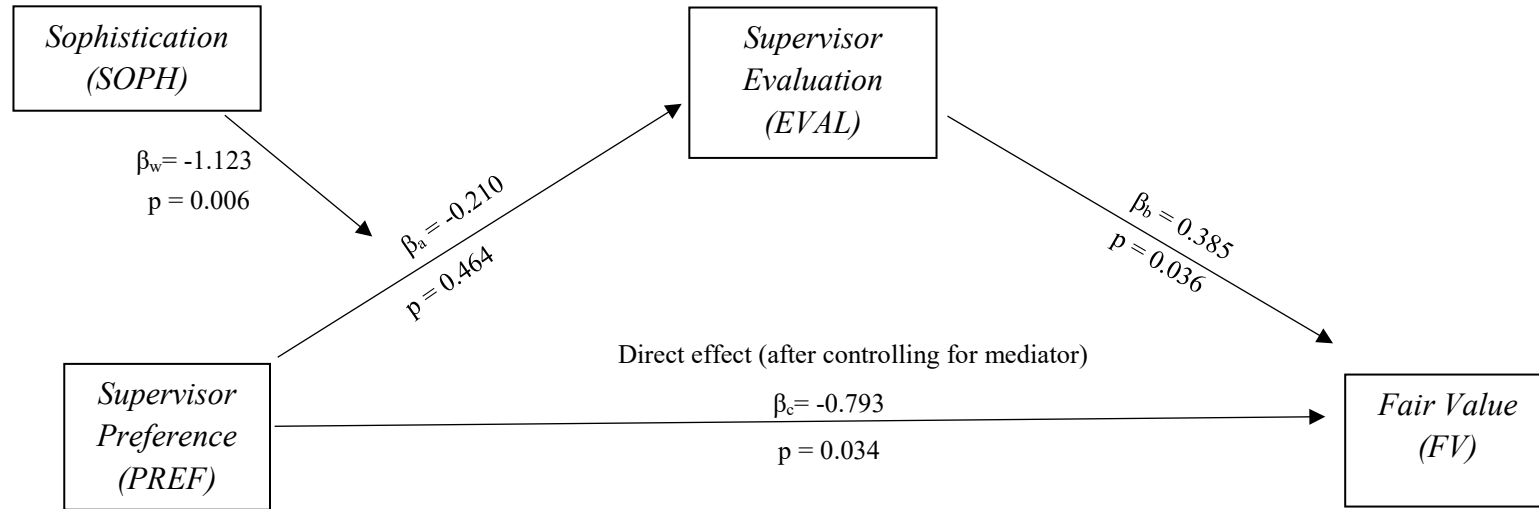 Sophistication
(SOPH)
Supervisor
Evaluation
(EVAL)
βw= -1.123
p = 0.006
βa = -0.210
p = 0.464
βb = 0.385
p = 0.036
Direct effect (after controlling for mediator)
βc= -0.793
p = 0.034
Supervisor
Preference
(PREF)
Fair Value
(FV)